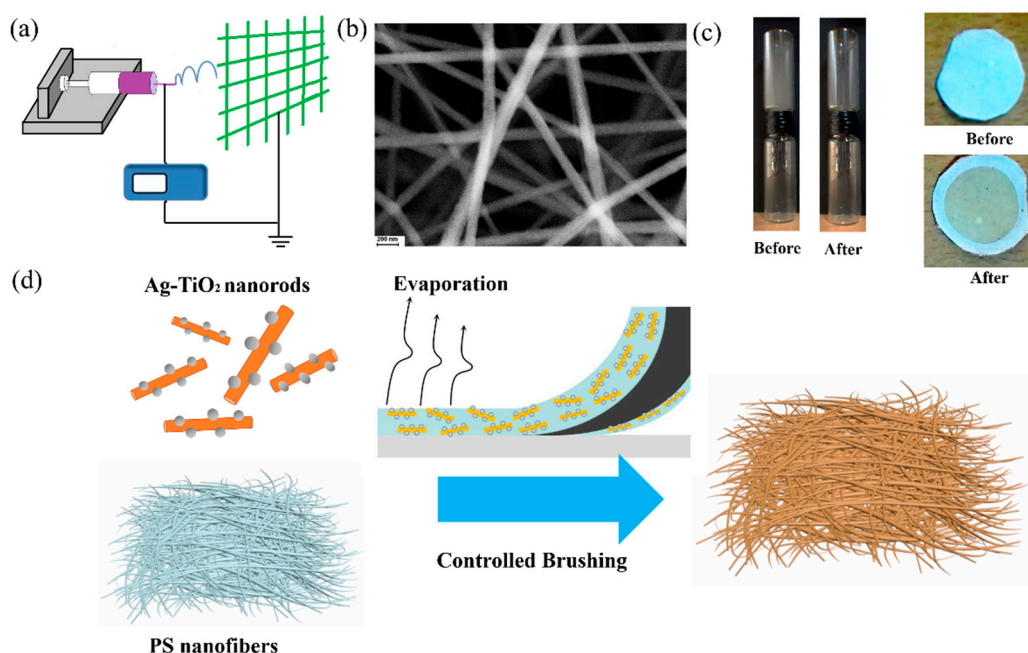 (a)
(b)
(c)
200 nm
Before
After
Before
After
(d)
Ag-TiO₂ nanorods
Evaporation
Controlled Brushing
PS nanofibers